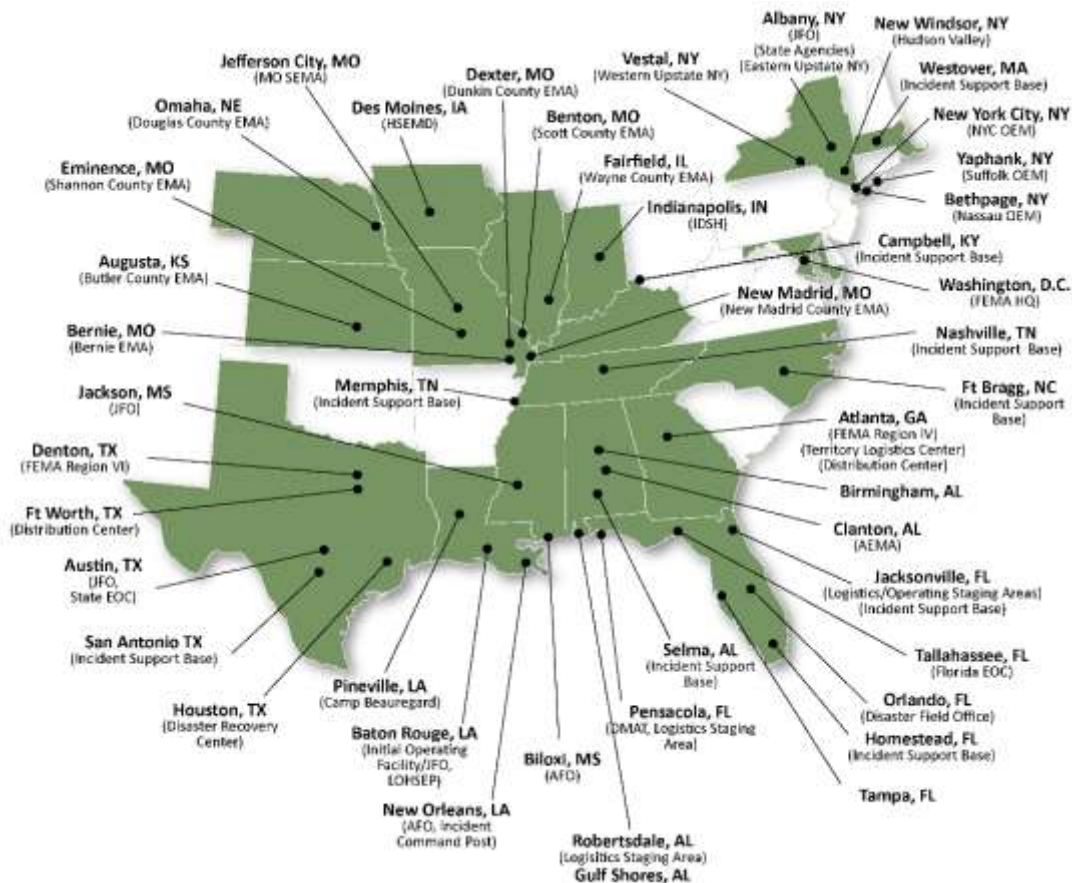 Albany, NY
(JFO)
(State Agencies)
(Eastern Upstate NY)
New Windsor, NY
(Hudson Valley)
Vestal, NY
(Western Upstate NY)
Westover, MA
(Incident Support Base)
New York City, NY
(NYC OEM)
Yaphank, NY
(Suffolk OEM)
Bethpage, NY
(Nassau OEM)
Jefferson City, MO
(MO SEMA)
Dexter, MO
(Dunkin County EMA)
Omaha, NE
(Douglas County EMA)
Des Moines, IA
(HSEMD)
Benton, MO
(Scott County EMA)
Eminence, MO
(Shannon County EMA)
Fairfield, IL
(Wayne County EMA)
Indianapolis, IN
(IDSH)
Campbell, KY
(Incident Support Base)
Augusta, KS
(Butler County EMA)
Washington, D.C.
(FEMA HQ)
New Madrid, MO
(New Madrid County EMA)
Bernie, MO
(Bernie EMA)
Nashville, TN
(Incident Support Base)
Memphis, TN
(Incident Support Base)
Jackson, MS
(JFO)
Ft Bragg, NC
(Incident Support
Base)
Atlanta, GA
(FEMA Region IV)
(Territory Logistics Center)
(Distribution Center)
Denton, TX
(FEMA Region VI)
Birmingham, AL
Ft Worth, TX
(Distribution Center)
Clanton, AL
(AEMA)
Austin, TX
(JFO,
State EOC)
Jacksonville, FL
(Logistics/Operating Staging Areas)
(Incident Support Base)
San Antonio TX
(Incident Support Base)
Selma, AL
(Incident Support
Base)
Tallahassee, FL
(Florida EOC)
Pineville, LA
(Camp Beauregard)
Houston, TX
(Disaster Recovery
Center)
Orlando, FL
(Disaster Field Office)
Pensacola, FL
(DMAT, Logistics Staging
Area)
Baton Rouge, LA
(Initial Operating
Facility/JFO,
LOHSEP)
Homestead, FL
(Incident Support Base)
Biloxi, MS
(AFO)
Tampa, FL
New Orleans, LA
(AFO, Incident
Command Post)
Robertsdale, AL
(Logisitics Staging Area)
Gulf Shores, AL